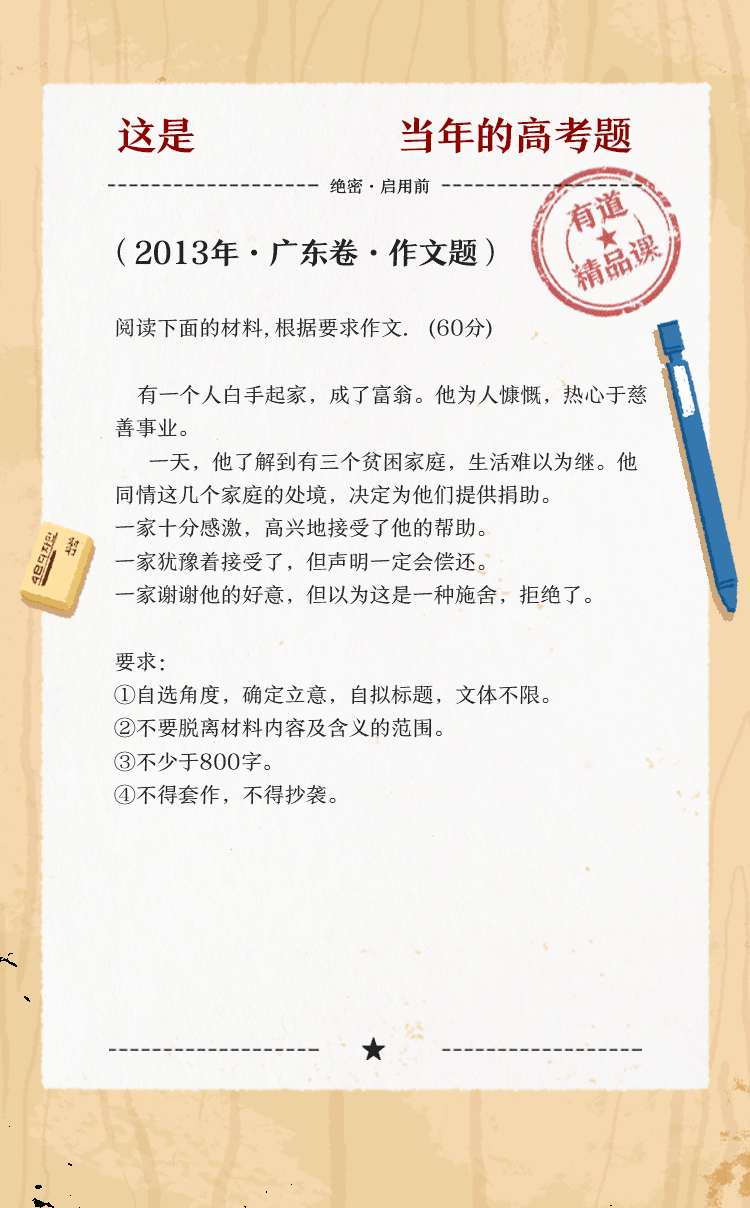 这是 当年的高考题
绝密·启用前
有道
精品课
（2013年·广东卷·作文题）
阅读下面的材料,根据要求作文. (60分)
有一个人白手起家，成了富翁。他为人慷慨，热心于慈
善事业。
一天，他了解到有三个贫困家庭，生活难以为继。他
同情这几个家庭的处境，决定为他们提供捐助。
一家十分感激，高兴地接受了他的帮助。
一家犹豫着接受了，但声明一定会偿还。
一家谢谢他的好意，但以为这是一种施舍，拒绝了。
要求：
①自选角度，确定立意，自拟标题，文体不限。
②不要脱离材料内容及含义的范围。
③不少于800字。
④不得套作，不得抄袭。